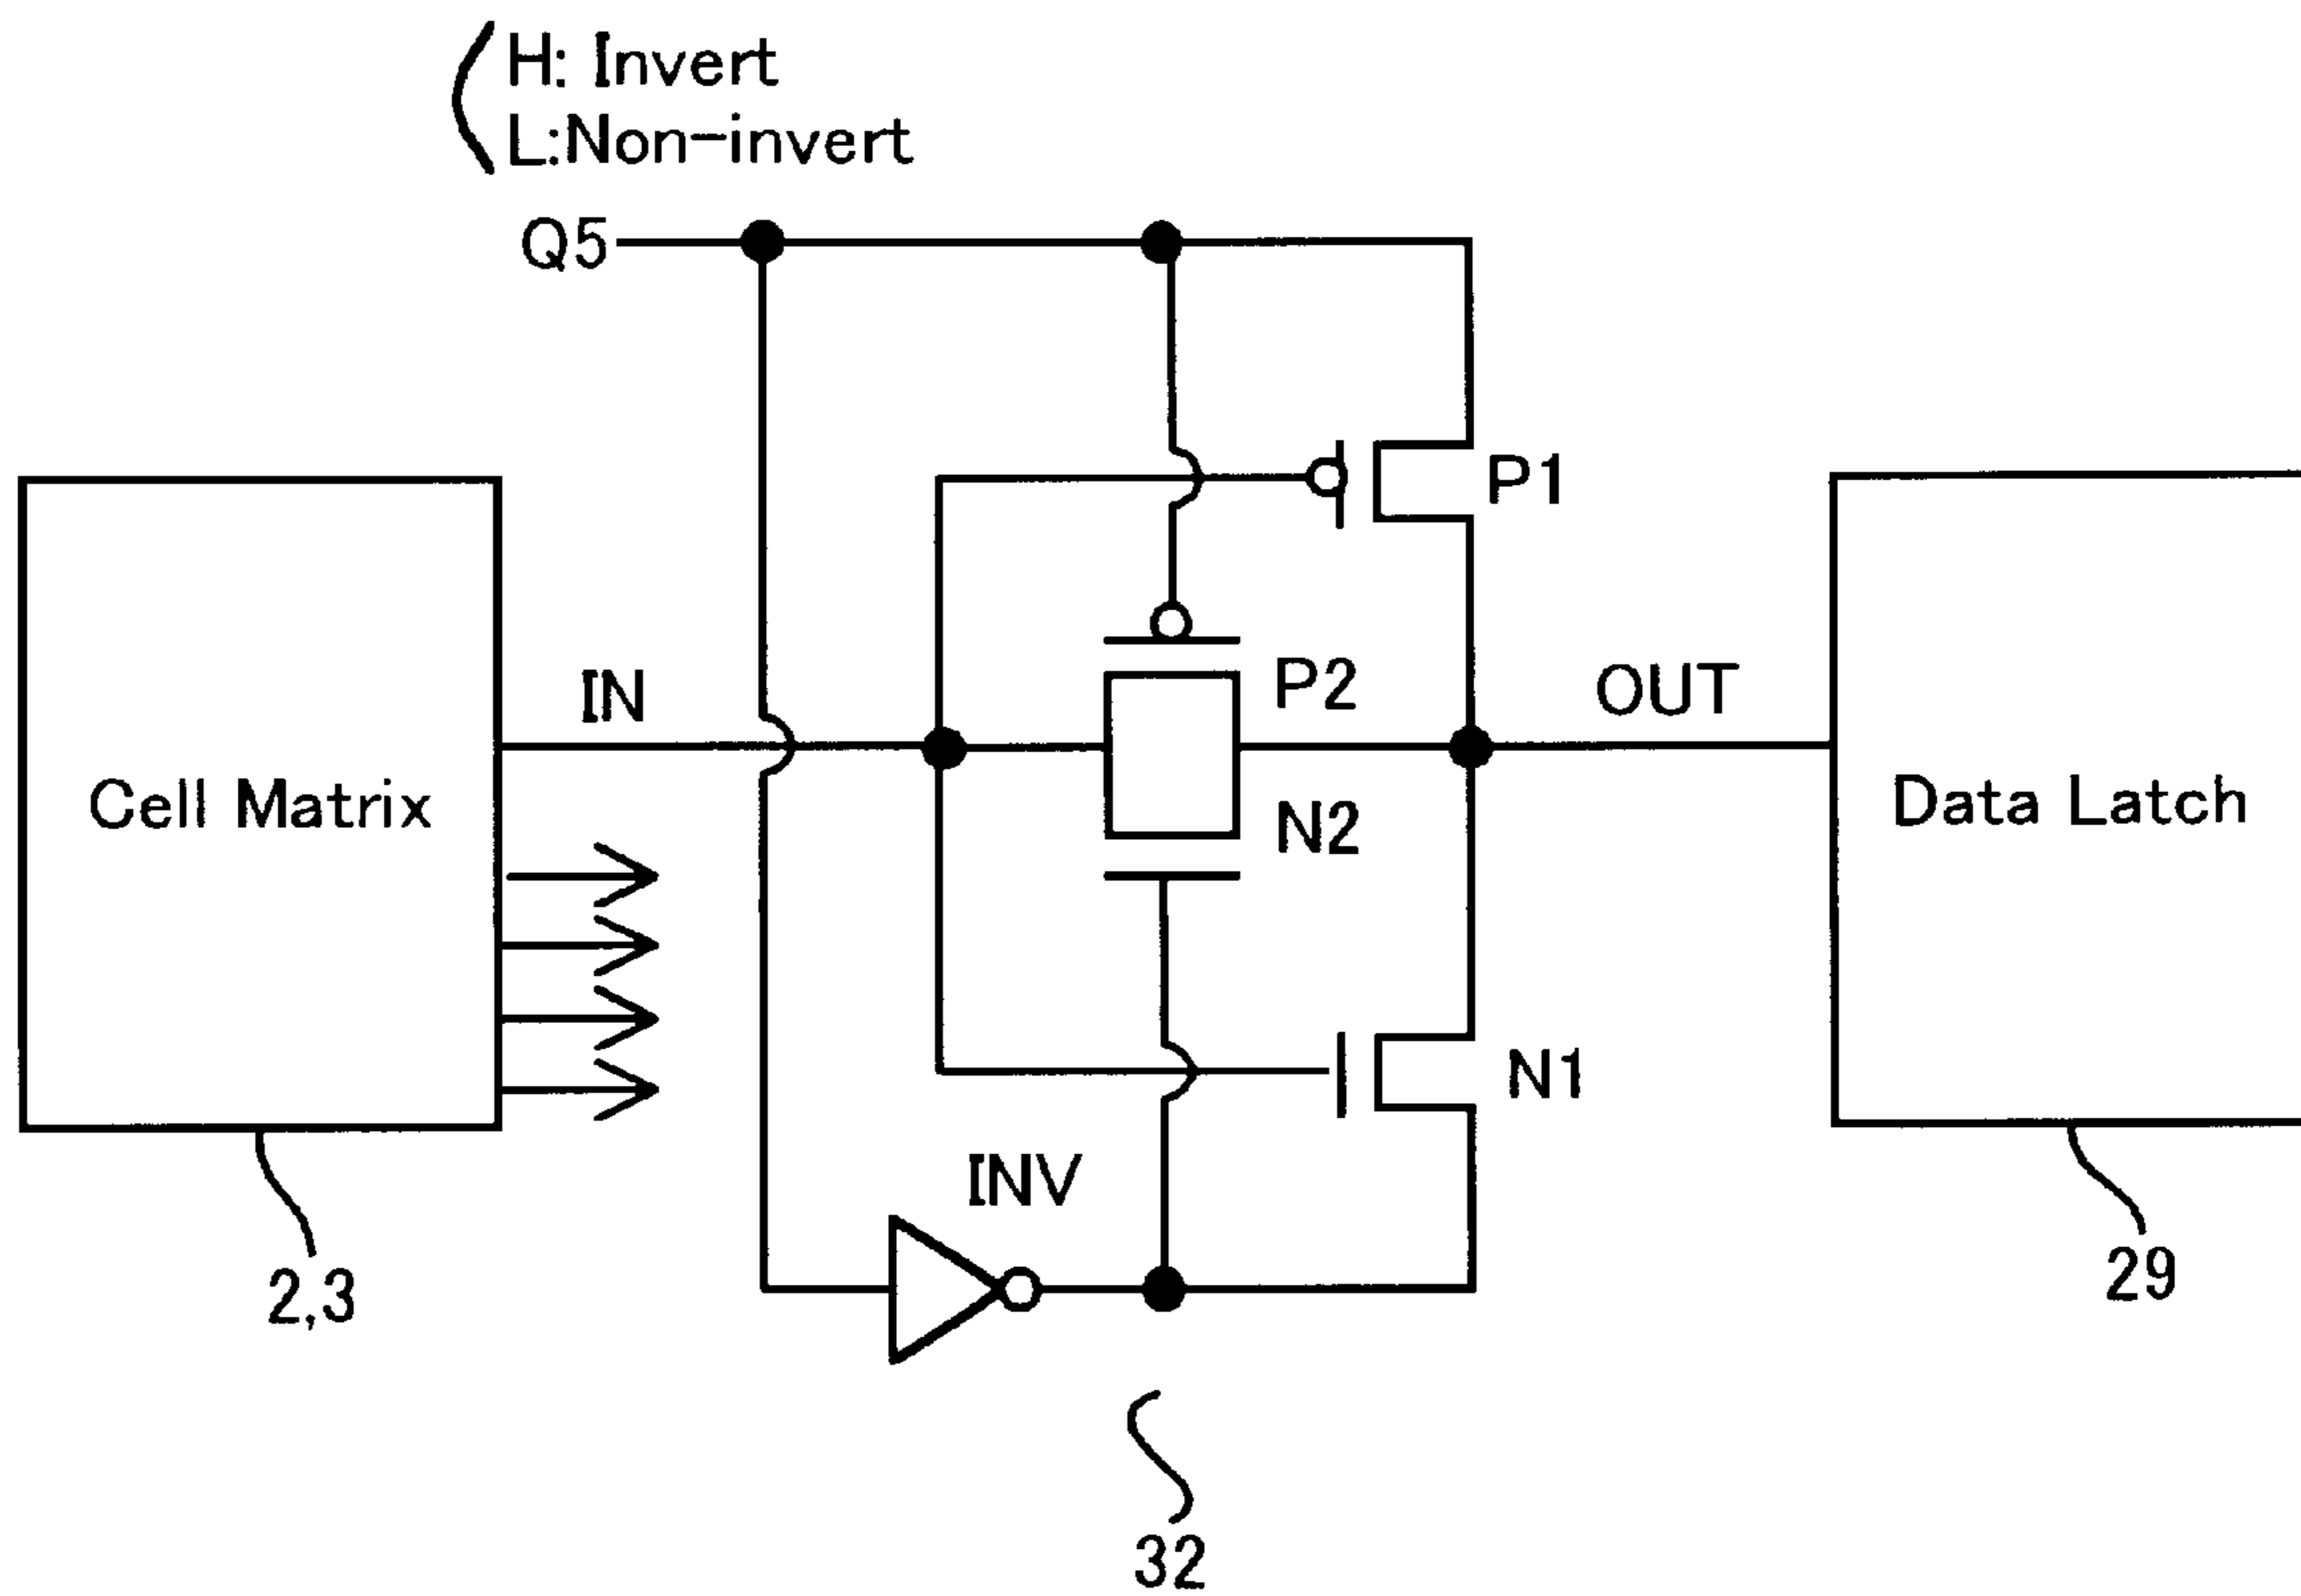 H: Invert
L:Non-invert
Q5
P1
IN
P2
OUT
Cell Matrix
N2
Data Latch
N1
INV
2,3
29
32